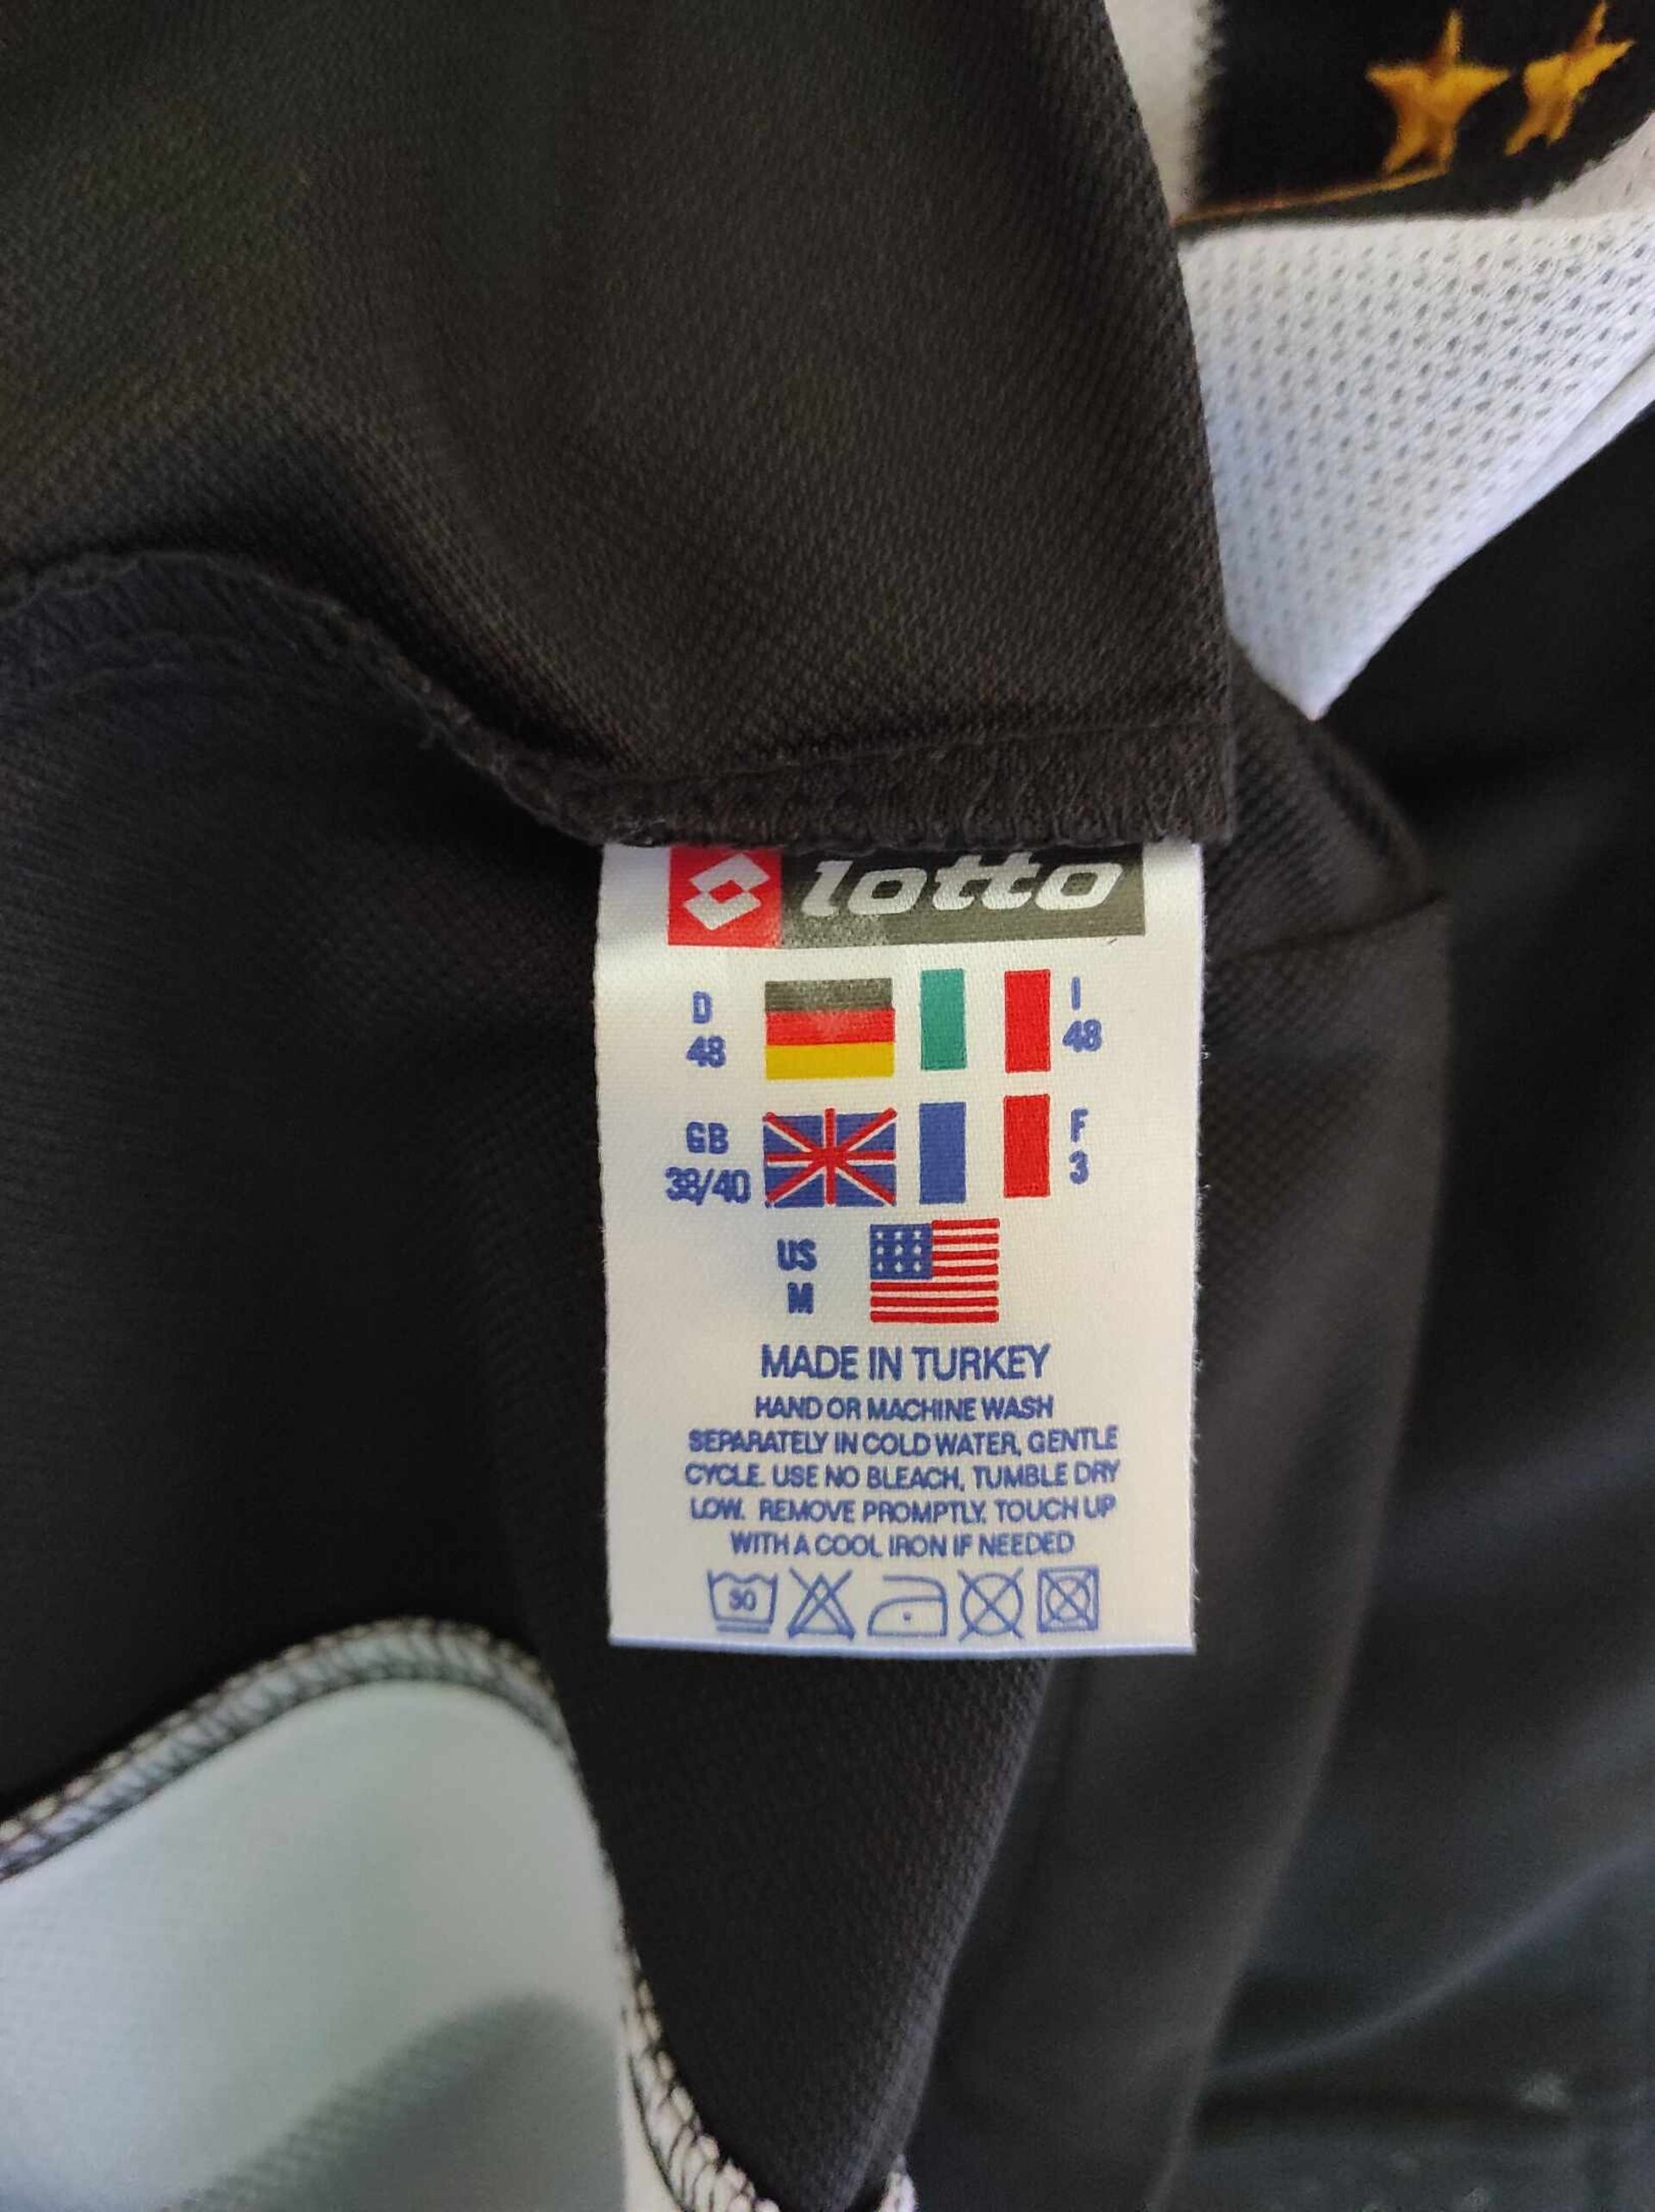 lotto
D
48
I
48
GB
38/40
F
3
US
M
MADE IN TURKEY
HAND OR MACHINE WASH
SEPARATELY IN COLD WATER, GENTLE
CYCLE. USE NO BLEACH, TUMBLE DRY
LOW. REMOVE PROMPTLY. TOUCH UP
WITH A COOL IRON IF NEEDED
30